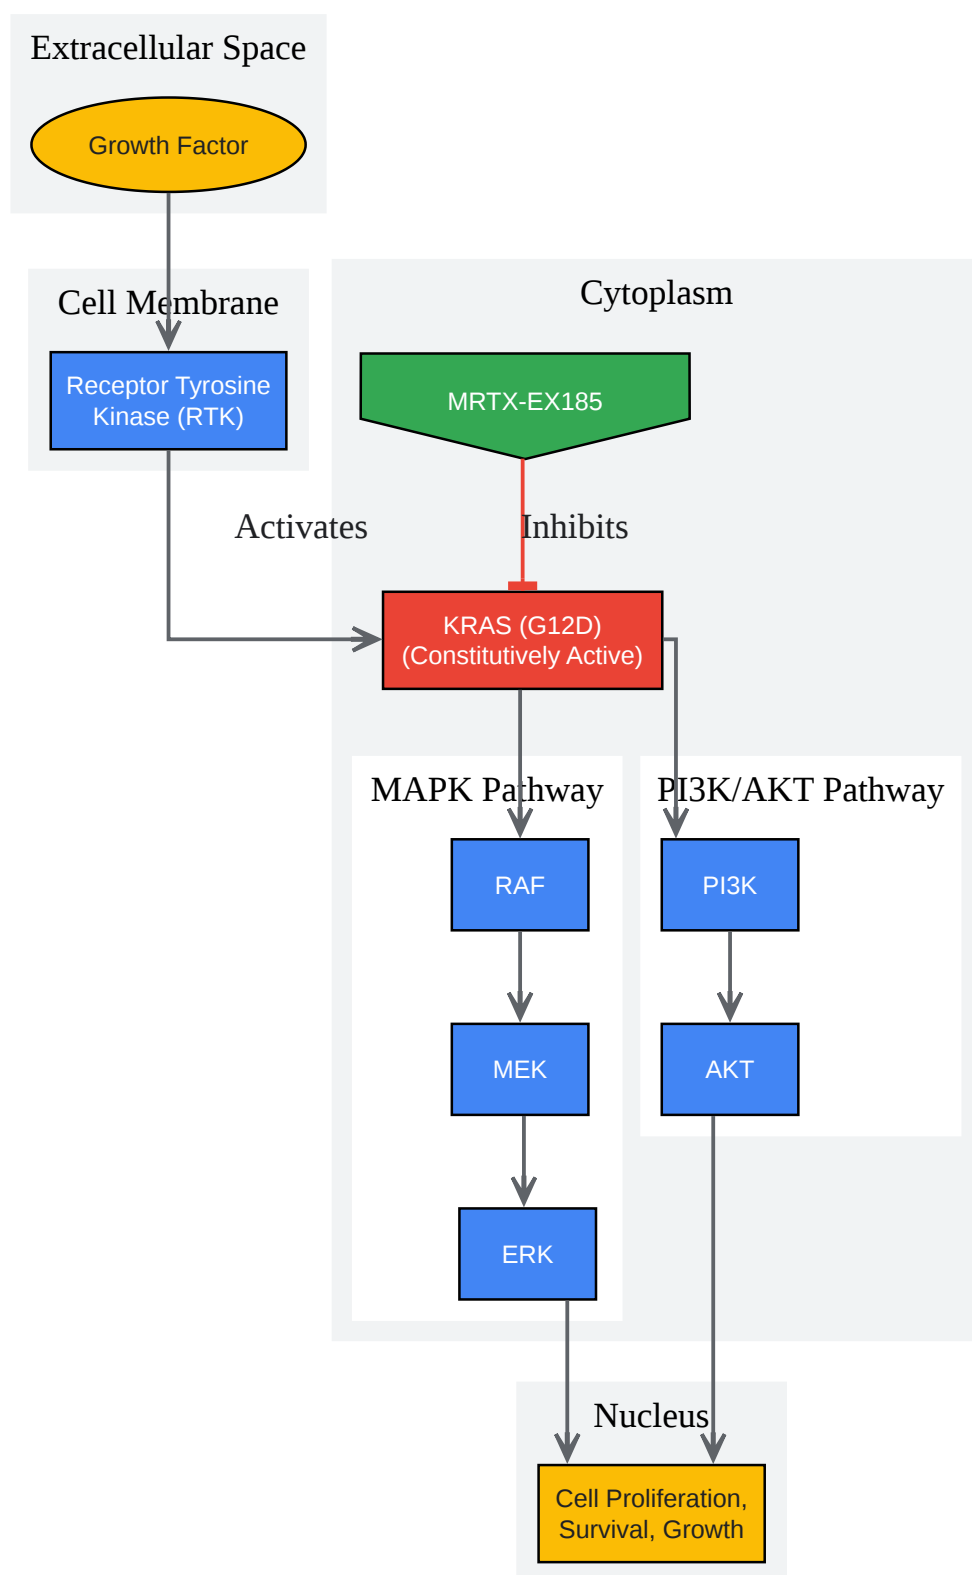 Extracellular Space
Growth Factor
Cell Membrane
Cytoplasm
Receptor Tyrosine
Kinase (RTK)
MRTX-EX185
Activates
Inhibits
KRAS (G12D)
(Constitutively Active)
MAPK Pathway
PI3K/AKT Pathway
RAF
PI3K
MEK
AKT
ERK
Nucleus
Cell Proliferation,
Survival, Growth